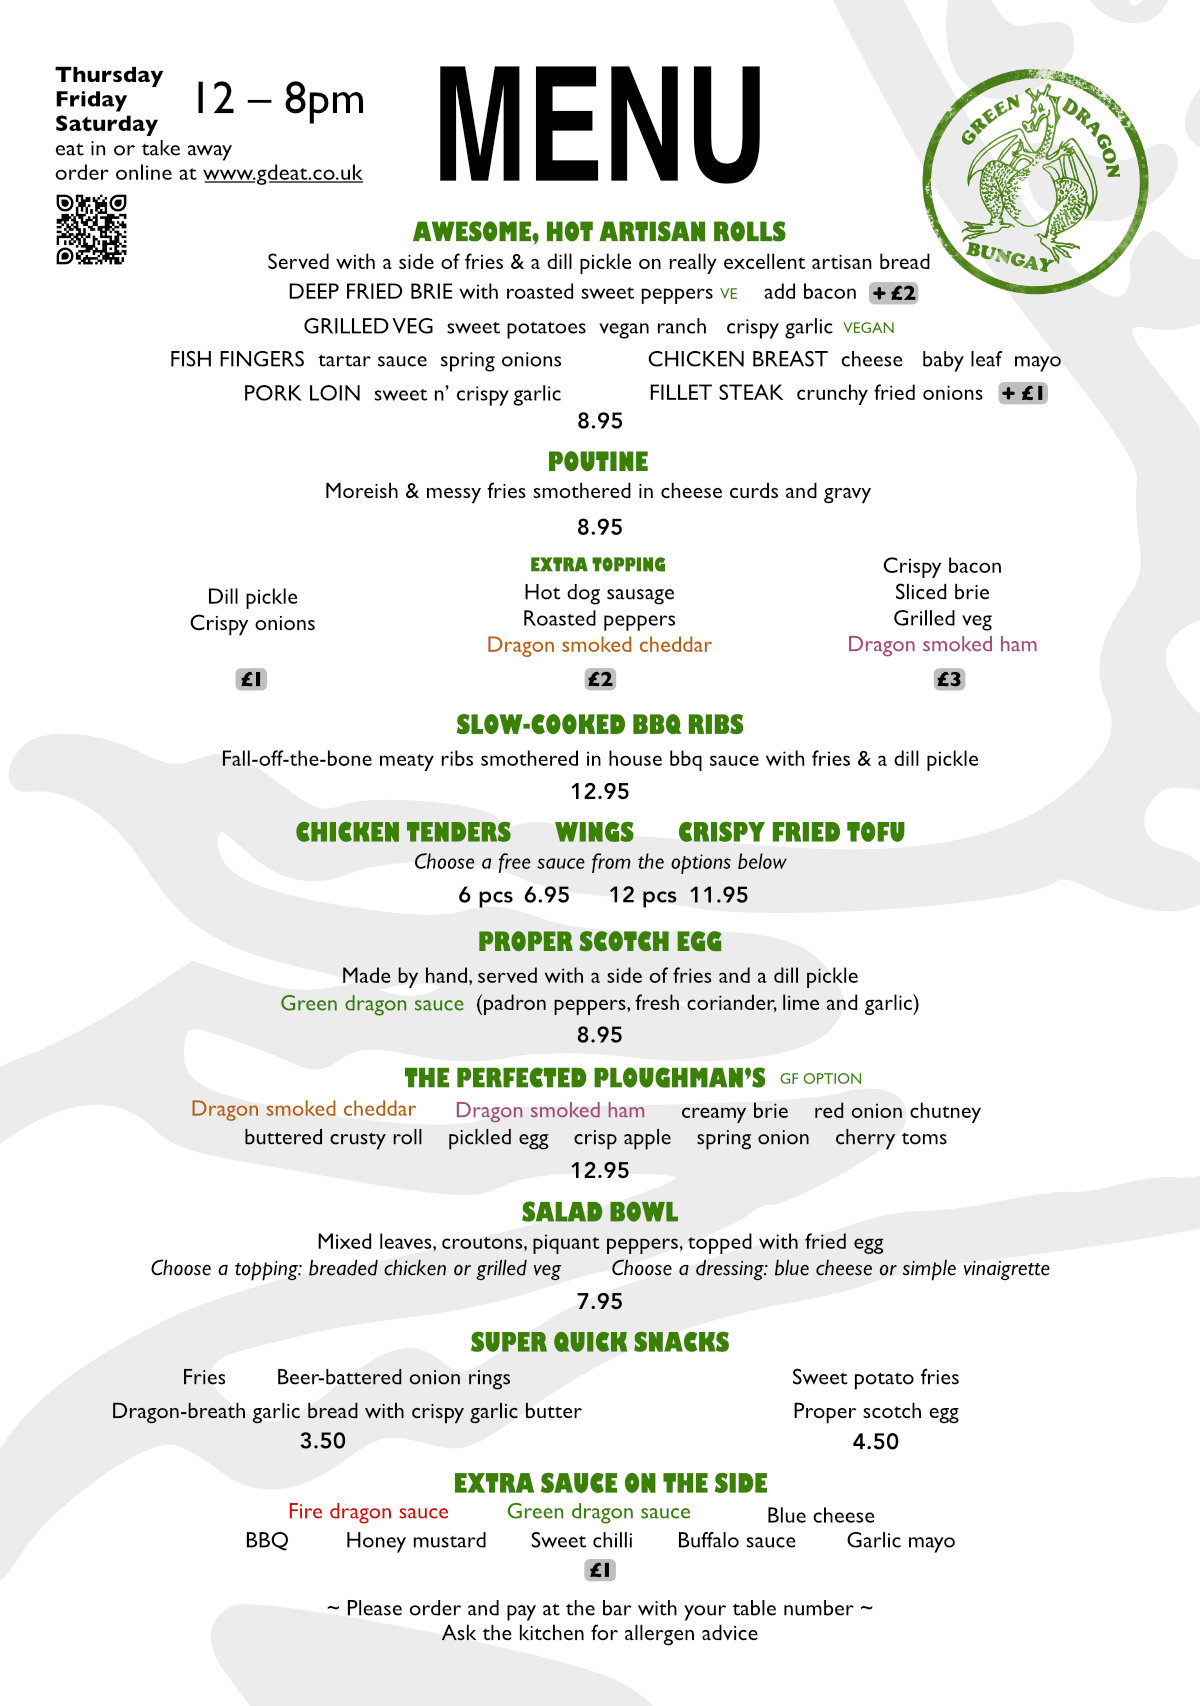 Thursday
Friday
Saturday
12 – 8pm
eat in or take away
order online at www.gdeat.co.uk
MENU
GREEN DRAGON
BUNGAY
AWESOME, HOT ARTISAN ROLLS
Served with a side of fries & a dill pickle on really excellent artisan bread
DEEP FRIED BRIE with roasted sweet peppers VE add bacon + £2
GRILLED VEG sweet potatoes vegan ranch crispy garlic VEGAN
FISH FINGERS tartar sauce spring onions CHICKEN BREAST cheese baby leaf mayo
PORK LOIN sweet n’ crispy garlic FILLET STEAK crunchy fried onions + £1
8.95
POUTINE
Moreish & messy fries smothered in cheese curds and gravy
8.95
EXTRA TOPPING
Dill pickle
Crispy onions
£1
Hot dog sausage
Roasted peppers
Dragon smoked cheddar
£2
Crispy bacon
Sliced brie
Grilled veg
Dragon smoked ham
£3
SLOW-COOKED BBQ RIBS
Fall-off-the-bone meaty ribs smothered in house bbq sauce with fries & a dill pickle
12.95
CHICKEN TENDERS WINGS CRISPY FRIED TOFU
Choose a free sauce from the options below
6 pcs 6.95 12 pcs 11.95
PROPER SCOTCH EGG
Made by hand, served with a side of fries and a dill pickle
Green dragon sauce (padron peppers, fresh coriander, lime and garlic)
8.95
THE PERFECTED PLOUGHMAN’S GF OPTION
Dragon smoked cheddar Dragon smoked ham creamy brie red onion chutney
buttered crusty roll pickled egg crisp apple spring onion cherry toms
12.95
SALAD BOWL
Mixed leaves, croutons, piquant peppers, topped with fried egg
Choose a topping: breaded chicken or grilled veg Choose a dressing: blue cheese or simple vinaigrette
7.95
SUPER QUICK SNACKS
Fries Beer-battered onion rings Sweet potato fries
Dragon-breath garlic bread with crispy garlic butter Proper scotch egg
3.50 4.50
EXTRA SAUCE ON THE SIDE
Fire dragon sauce Green dragon sauce Blue cheese
BBQ Honey mustard Sweet chilli Buffalo sauce Garlic mayo
£1
~ Please order and pay at the bar with your table number ~
Ask the kitchen for allergen advice